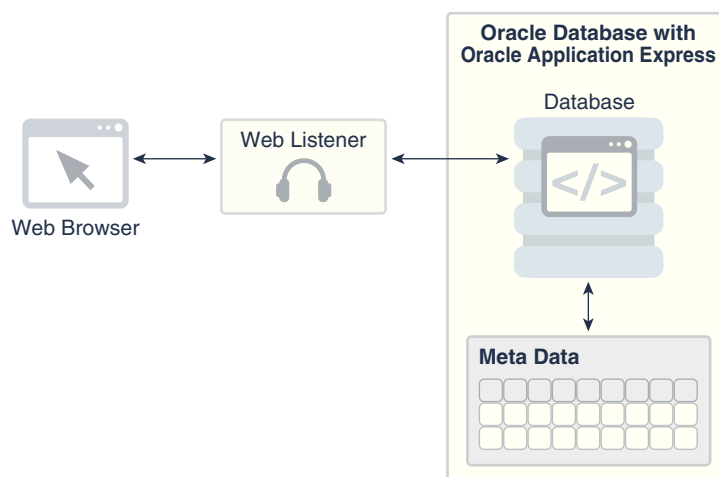 Oracle Database with
Oracle Application Express
Database
</>
Web Listener
Web Browser
Meta Data